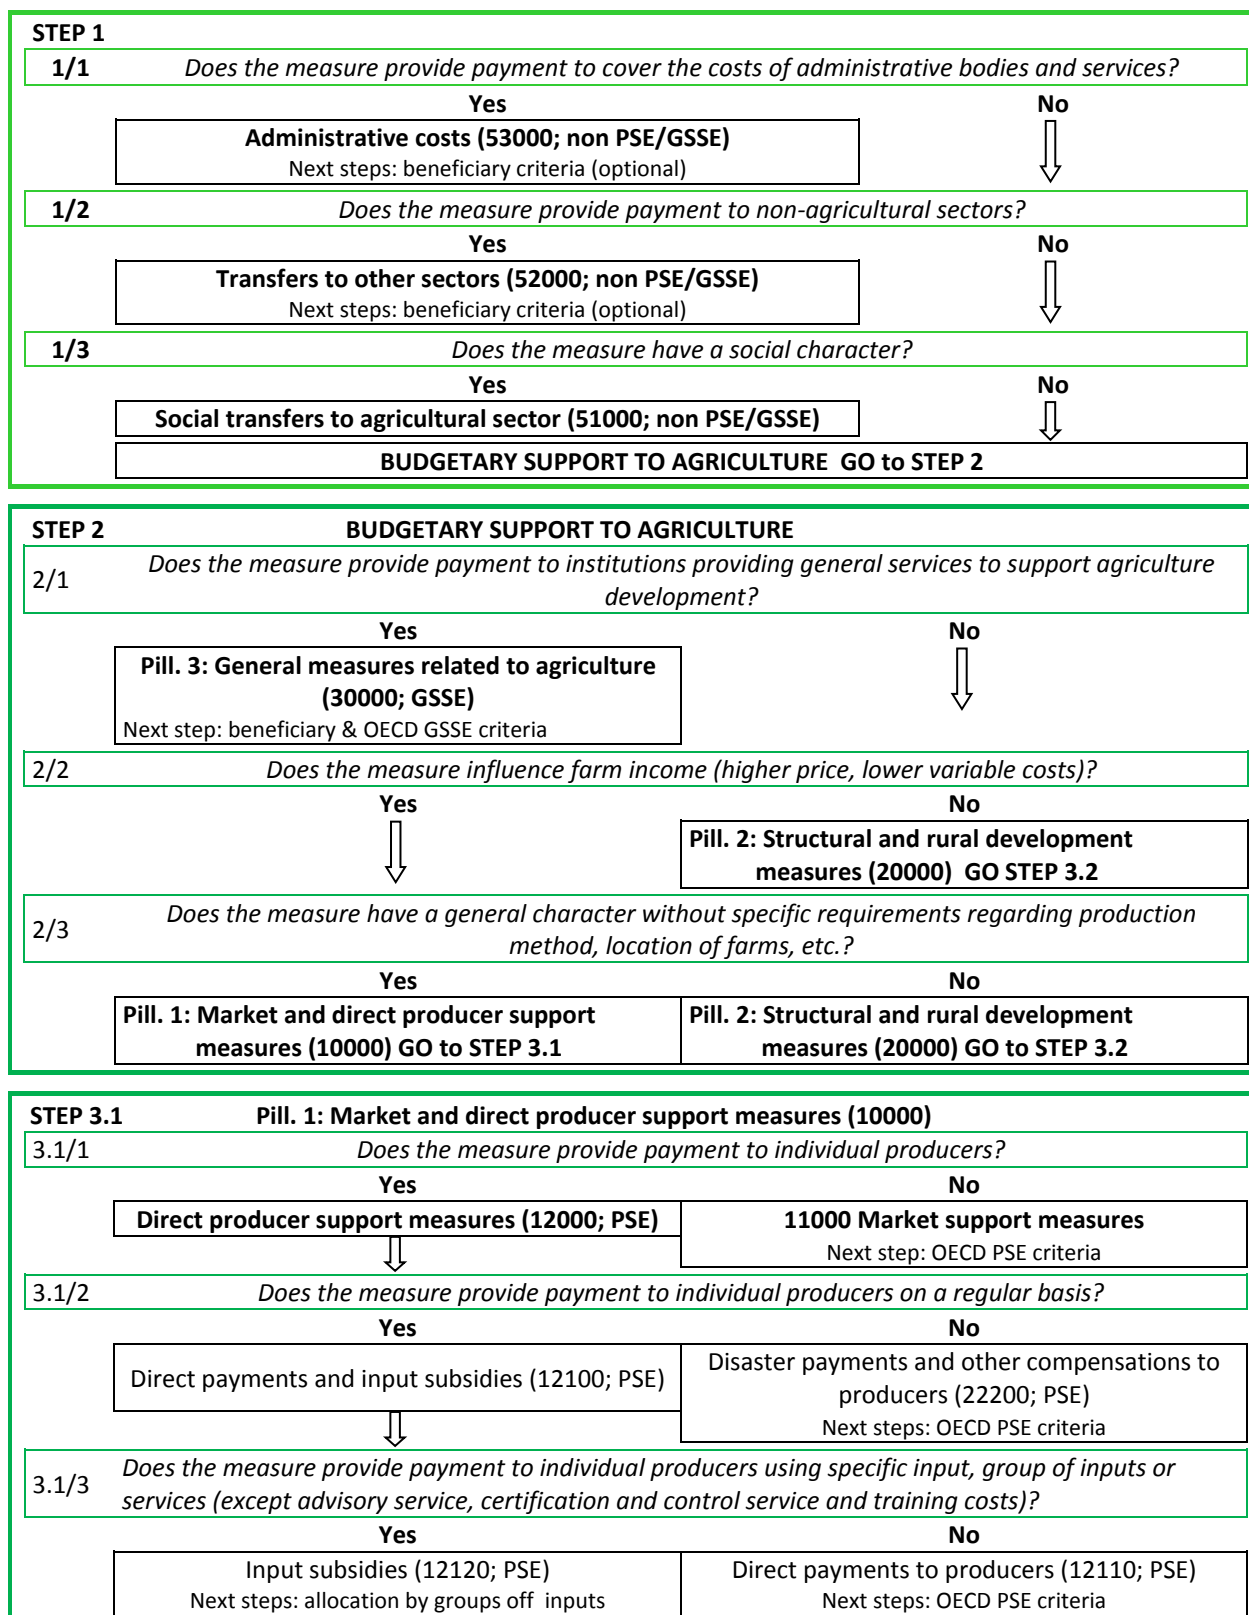 STEP 1
1/1 Does the measure provide payment to cover the costs of administrative bodies and services?
Yes No
Administrative costs (53000; non PSE/GSSE)
Next steps: beneficiary criteria (optional)
1/2 Does the measure provide payment to non-agricultural sectors?
Yes No
Transfers to other sectors (52000; non PSE/GSSE)
Next steps: beneficiary criteria (optional)
1/3 Does the measure have a social character?
Yes No
Social transfers to agricultural sector (51000; non PSE/GSSE)
BUDGETARY SUPPORT TO AGRICULTURE GO to STEP 2
STEP 2 BUDGETARY SUPPORT TO AGRICULTURE
2/1 Does the measure provide payment to institutions providing general services to support agriculture
development?
Yes No
Pill. 3: General measures related to agriculture
(30000; GSSE)
Next step: beneficiary & OECD GSSE criteria
2/2 Does the measure influence farm income (higher price, lower variable costs)?
Yes No
Pill. 2: Structural and rural development
measures (20000) GO STEP 3.2
2/3 Does the measure have a general character without specific requirements regarding production
method, location of farms, etc.?
Yes No
Pill. 1: Market and direct producer support
measures (10000) GO to STEP 3.1
Pill. 2: Structural and rural development
measures (20000) GO to STEP 3.2
STEP 3.1 Pill. 1: Market and direct producer support measures (10000)
3.1/1 Does the measure provide payment to individual producers?
Yes No
Direct producer support measures (12000; PSE)
11000 Market support measures
Next step: OECD PSE criteria
3.1/2 Does the measure provide payment to individual producers on a regular basis?
Yes No
Direct payments and input subsidies (12100; PSE)
Disaster payments and other compensations to
producers (22200; PSE)
Next steps: OECD PSE criteria
3.1/3 Does the measure provide payment to individual producers using specific input, group of inputs or
services (except advisory service, certification and control service and training costs)?
Yes No
Input subsidies (12120; PSE)
Next steps: allocation by groups off inputs
Direct payments to producers (12110; PSE)
Next steps: OECD PSE criteria